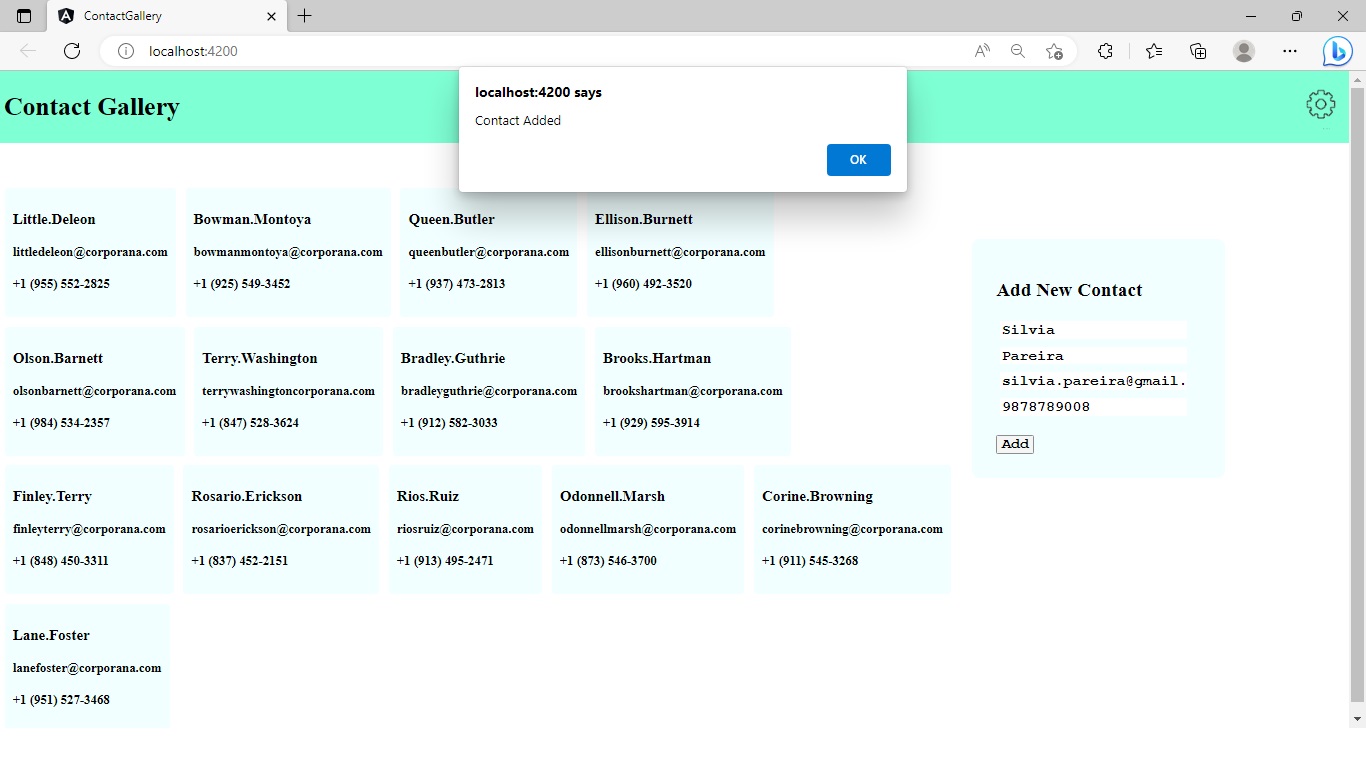 ContactGallery
localhost:4200
Contact Gallery
localhost:4200 says
Contact Added
OK
Little.Deleon
littledeleon@corporana.com
+1 (955) 552-2825
Bowman.Montoya
bowmanmontoya@corporana.com
+1 (925) 549-3452
Queen.Butler
queenbutler@corporana.com
+1 (937) 473-2813
Ellison.Burnett
ellisonburnett@corporana.com
+1 (960) 492-3520
Olson.Barnett
olsonbarnett@corporana.com
+1 (984) 534-2357
Terry.Washington
terrywashingtoncorporana.com
+1 (847) 528-3624
Bradley.Guthrie
bradleyguthrie@corporana.com
+1 (912) 582-3033
Brooks.Hartman
brookshartman@corporana.com
+1 (929) 595-3914
Finley.Terry
finleyterry@corporana.com
+1 (848) 450-3311
Rosario.Erickson
rosarioerickson@corporana.com
+1 (837) 452-2151
Rios.Ruiz
riosruiz@corporana.com
+1 (913) 495-2471
Odonnell.Marsh
odonnellmarsh@corporana.com
+1 (873) 546-3700
Corine.Browning
corinebrowning@corporana.com
+1 (911) 545-3268
Lane.Foster
lanefoster@corporana.com
+1 (951) 527-3468
Add New Contact
Silvia
Pareira
silvia.pareira@gmail.
9878789008
Add